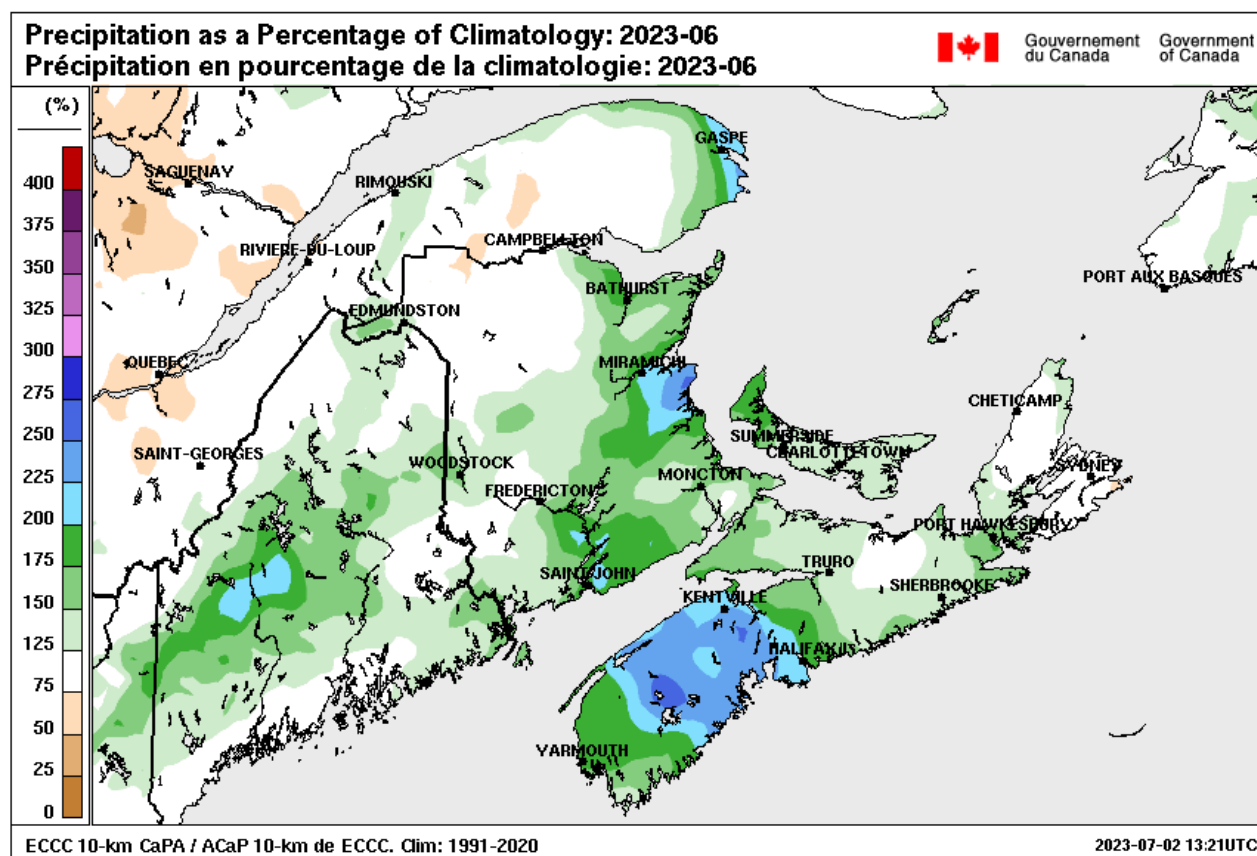 Precipitation as a Percentage of Climatology: 2023-06
Précipitation en pourcentage de la climatologie: 2023-06
Gouvernement du Canada
Government of Canada
(%)
400
375
350
325
300
275
250
225
200
175
150
125
75
50
25
0
GASPE
SAGUENAY
RIMOUSKI
RIVIERE-DU-LOUP
CAMPBELLTON
PORT AUX BASQUES
BATHURST
EDMUNDSTON
QUEBEC
MIRAMICHI
CHETICAMP
SUMMERSIDE
CHARLOTTETOWN
SAINT-GEORGES
WOODSTOCK
MONCTON
SYDNEY
FREDERICTON
PORT HAWKESBURY
TRURO
SAINT JOHN
SHERBROOKE
KENTVILLE
HALIFAX
YARMOUTH
ECCC 10-km CaPA / ACaP 10-km de ECCC. Clim: 1991-2020
2023-07-02 13:21UTC